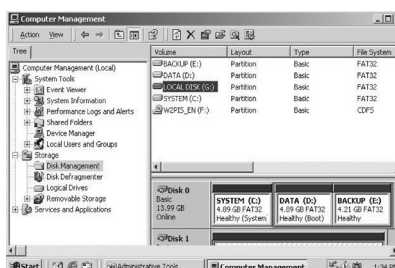 Computer Management
Action View
Tree
Computer Management (Local)
System Tools
Event Viewer
System Information
Performance Logs and Alerts
Shared Folders
Device Manager
Local Users and Groups
Storage
Disk Management
Disk Defragmenter
Logical Drives
Removable Storage
Services and Applications
Volume Layout Type File System
BACKUP (E:) Partition Basic FAT32
DATA (D:) Partition Basic FAT32
LOCAL DISK (G:) Partition Basic FAT32
SYSTEM (C:) Partition Basic FAT32
W2PIS_EN (F:) Partition Basic CDFS
Disk 0
Basic
13.99 GB
Online
SYSTEM (C:)
4.89 GB FAT32
Healthy (System
DATA (D:)
4.89 GB FAT32
Healthy (Boot)
BACKUP (E:)
4.21 GB FAT32
Healthy
Disk 1
Start Administrative Tools Computer Management 1:34 PM